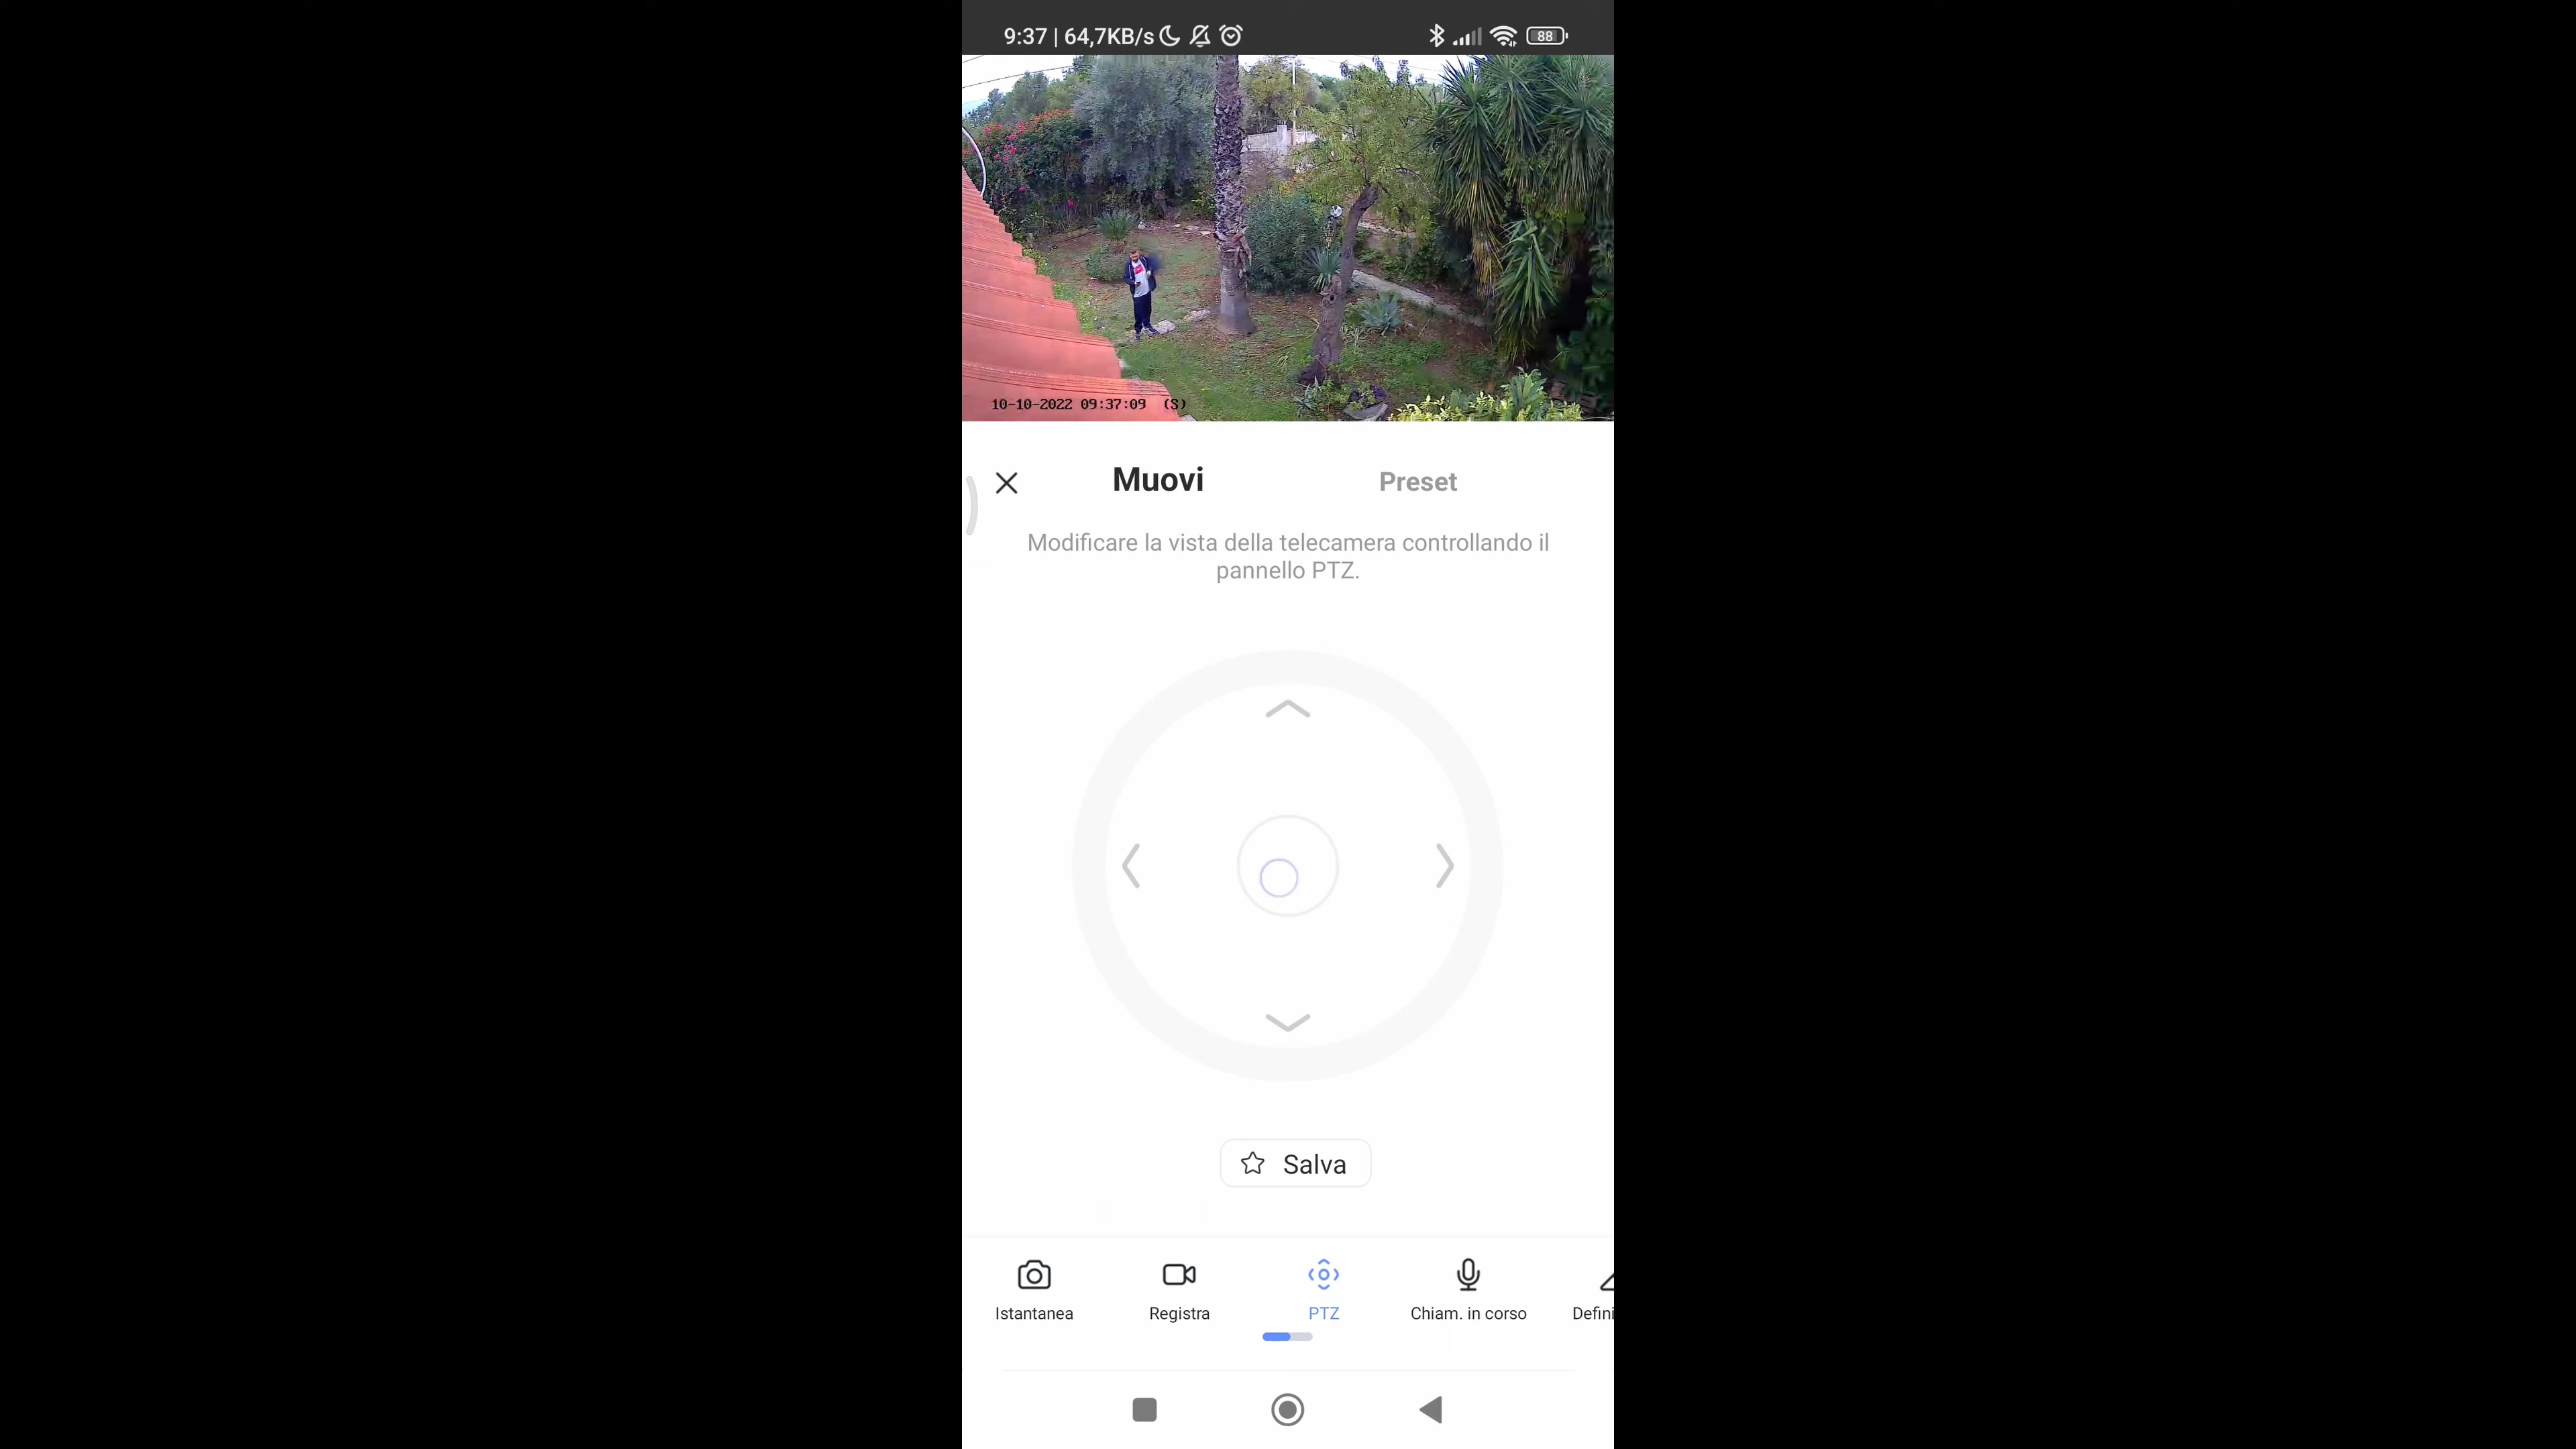 9:37 | 64,7KB/s
88
10-10-2022 09:37:09 (S)
Muovi
Preset
Modificare la vista della telecamera controllando il
pannello PTZ.
Salva
Istantanea
Registra
PTZ
Chiam. in corso
Defini